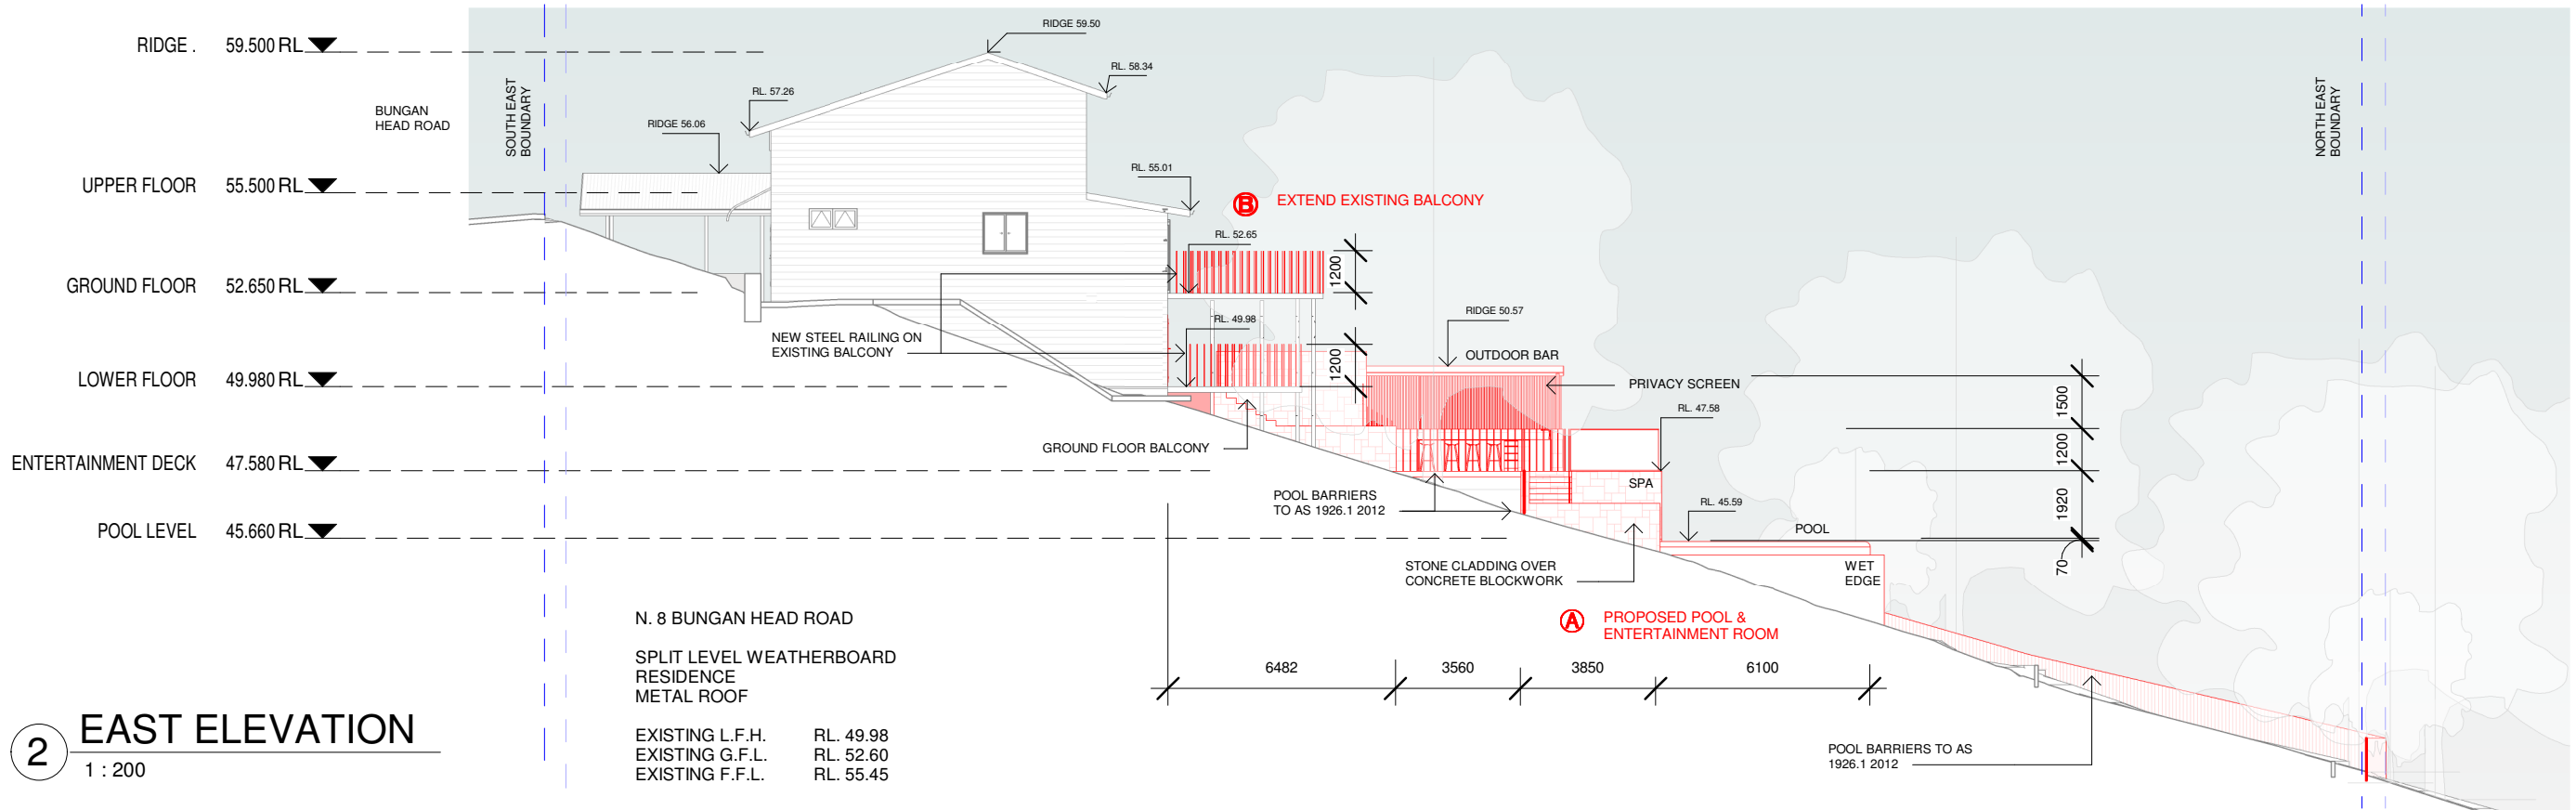 RIDGE . 59.500 RL
UPPER FLOOR 55.500 RL
GROUND FLOOR 52.650 RL
LOWER FLOOR 49.980 RL
ENTERTAINMENT DECK 47.580 RL
POOL LEVEL 45.660 RL
BUNGAN
HEAD ROAD
SOUTH EAST
BOUNDARY
RIDGE 59.50
RL. 58.34
RL. 57.26
RIDGE 56.06
RL. 55.01
B EXTEND EXISTING BALCONY
RL. 52.65
1200
NEW STEEL RAILING ON
EXISTING BALCONY
RL. 49.98
1200
RIDGE 50.57
OUTDOOR BAR
PRIVACY SCREEN
RL. 47.58
GROUND FLOOR BALCONY
POOL BARRIERS
TO AS 1926.1 2012
SPA
RL. 45.59
POOL
STONE CLADDING OVER
CONCRETE BLOCKWORK
WET
EDGE
1500
1200
1920
70
NORTH EAST
BOUNDARY
A PROPOSED POOL &
ENTERTAINMENT ROOM
6482 3560 3850 6100
POOL BARRIERS TO AS
1926.1 2012
N. 8 BUNGAN HEAD ROAD
SPLIT LEVEL WEATHERBOARD
RESIDENCE
METAL ROOF
EXISTING L.F.H. RL. 49.98
EXISTING G.F.L. RL. 52.60
EXISTING F.F.L. RL. 55.45
2 EAST ELEVATION
1 : 200